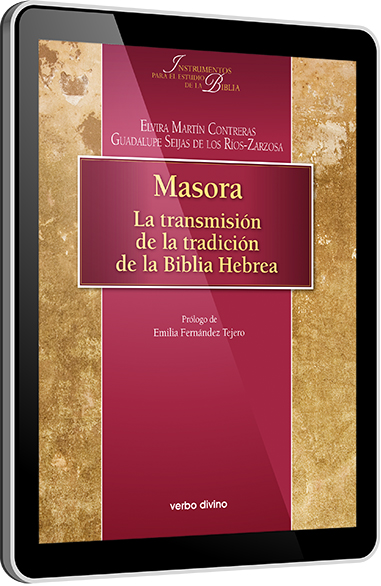 INSTRUMENTOS
PARA EL ESTUDIO
DE LA BIBLIA
ELVIRA MARTÍN CONTRERAS
GUADALUPE SEIJAS DE LOS RÍOS-ZARZOSA
Masora
La transmisión
de la tradición
de la Biblia Hebrea
Prólogo de
Emilia Fernández Tejero
verbo divino